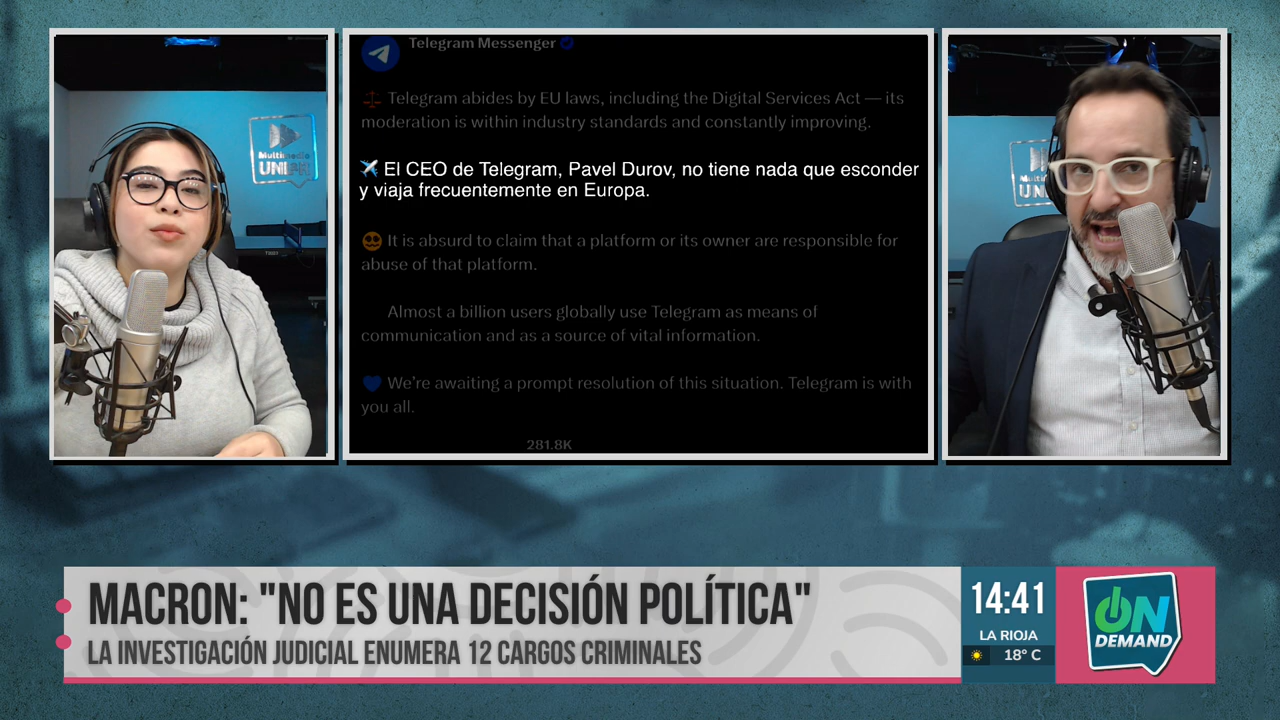 Telegram Messenger
Telegram abides by EU laws, including the Digital Services Act — its
moderation is within industry standards and constantly improving.
✈️ El CEO de Telegram, Pavel Durov, no tiene nada que esconder
y viaja frecuentemente en Europa.
It is absurd to claim that a platform or its owner are responsible for
abuse of that platform.
Almost a billion users globally use Telegram as means of
communication and as a source of vital information.
We're awaiting a prompt resolution of this situation. Telegram is with
you all.
281.8K
Multimedio
MACRON: "NO ES UNA DECISIÓN POLÍTICA"
LA INVESTIGACIÓN JUDICIAL ENUMERA 12 CARGOS CRIMINALES
14:41
LA RIOJA
18° C
ON
DEMAND